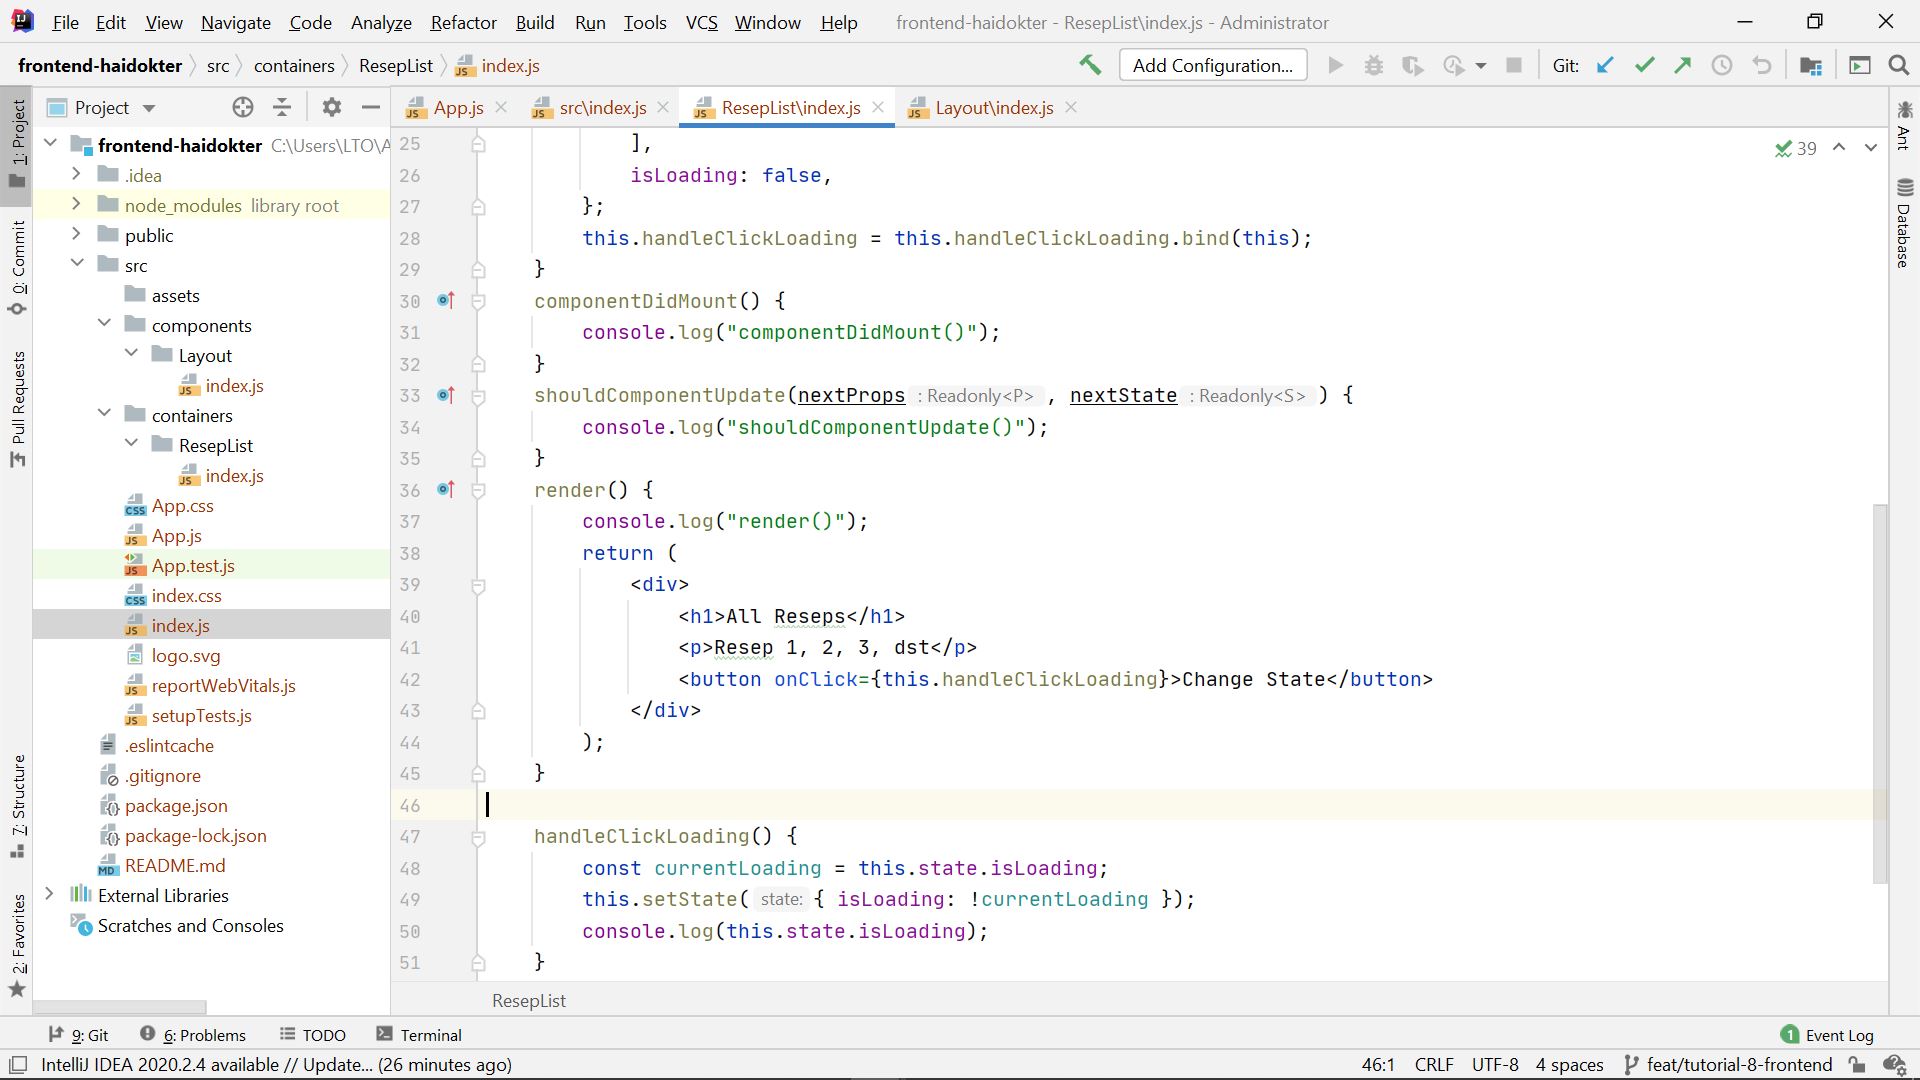 File Edit View Navigate Code Analyze Refactor Build Run Tools VCS Window Help frontend-haidokter - ResepList\index.js - Administrator
frontend-haidokter src containers ResepList index.js Add Configuration... Git:
Project
App.js src\index.js ResepList\index.js Layout\index.js
1: Project
0: Commit
Pull Requests
7: Structure
2: Favorites
frontend-haidokter C:\Users\LTO\A
.idea
node_modules library root
public
src
assets
components
Layout
index.js
containers
ResepList
index.js
App.css
App.js
App.test.js
index.css
index.js
logo.svg
reportWebVitals.js
setupTests.js
.eslintcache
.gitignore
package.json
package-lock.json
README.md
External Libraries
Scratches and Consoles
25 ],
26 isLoading: false,
27 };
28 this.handleClickLoading = this.handleClickLoading.bind(this);
29 }
30 componentDidMount() {
31 console.log("componentDidMount()");
32 }
33 shouldComponentUpdate(nextProps : Readonly<P> , nextState : Readonly<S> ) {
34 console.log("shouldComponentUpdate()");
35 }
36 render() {
37 console.log("render()");
38 return (
39 <div>
40 <h1>All Reseps</h1>
41 <p>Resep 1, 2, 3, dst</p>
42 <button onClick={this.handleClickLoading}>Change State</button>
43 </div>
44 );
45 }
46
47 handleClickLoading() {
48 const currentLoading = this.state.isLoading;
49 this.setState( state: { isLoading: !currentLoading });
50 console.log(this.state.isLoading);
51 }
39
Ant
Database
ResepList
9: Git 6: Problems TODO Terminal 1 Event Log
IntelliJ IDEA 2020.2.4 available // Update... (26 minutes ago) 46:1 CRLF UTF-8 4 spaces feat/tutorial-8-frontend